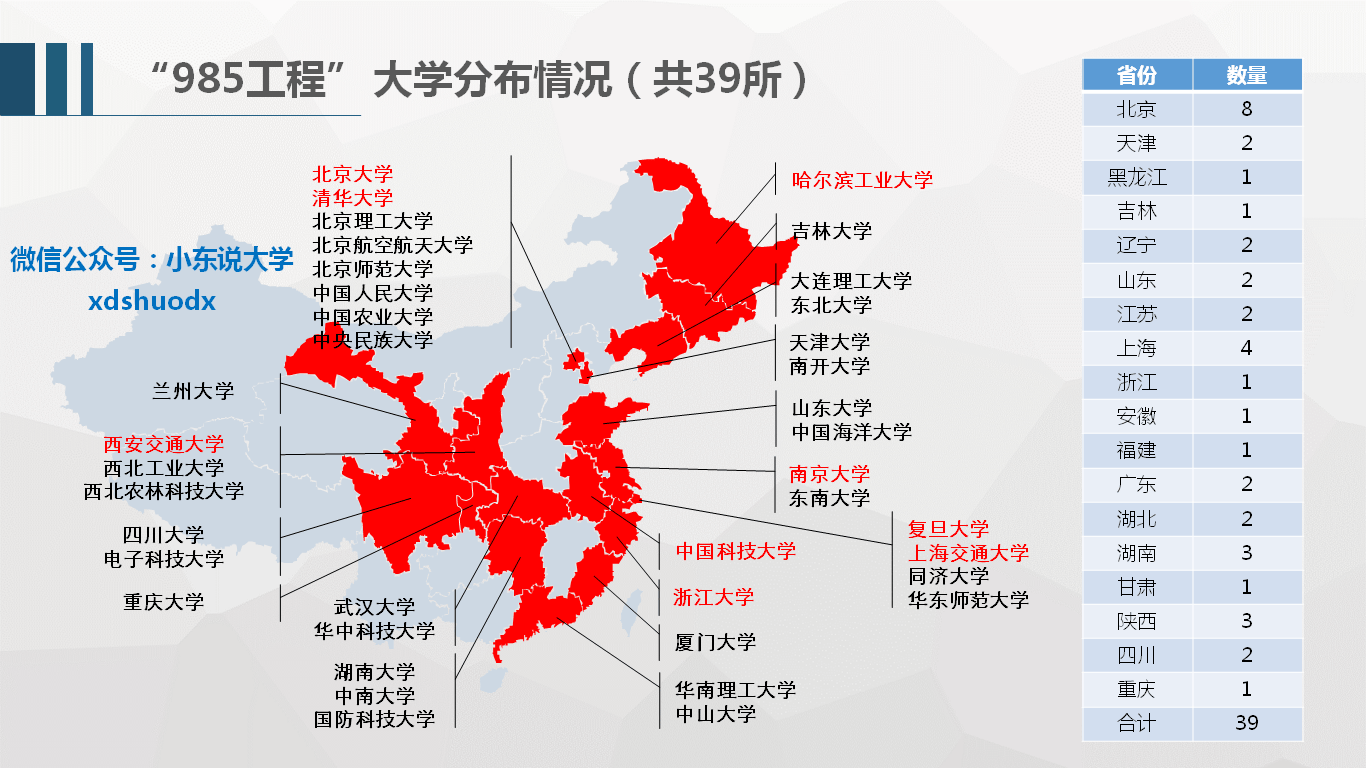 “985工程” 大学分布情况（共39所）
微信公众号：小东说大学
xdshuodx
北京大学
清华大学
北京理工大学
北京航空航天大学
北京师范大学
中国人民大学
中国农业大学
中央民族大学
兰州大学
西安交通大学
西北工业大学
西北农林科技大学
四川大学
电子科技大学
重庆大学
武汉大学
华中科技大学
湖南大学
中南大学
国防科技大学
哈尔滨工业大学
吉林大学
大连理工大学
东北大学
天津大学
南开大学
山东大学
中国海洋大学
南京大学
东南大学
复旦大学
上海交通大学
同济大学
华东师范大学
中国科技大学
浙江大学
厦门大学
华南理工大学
中山大学
省份 数量
北京 8
天津 2
黑龙江 1
吉林 1
辽宁 2
山东 2
江苏 2
上海 4
浙江 1
安徽 1
福建 1
广东 2
湖北 2
湖南 3
甘肃 1
陕西 3
四川 2
重庆 1
合计 39